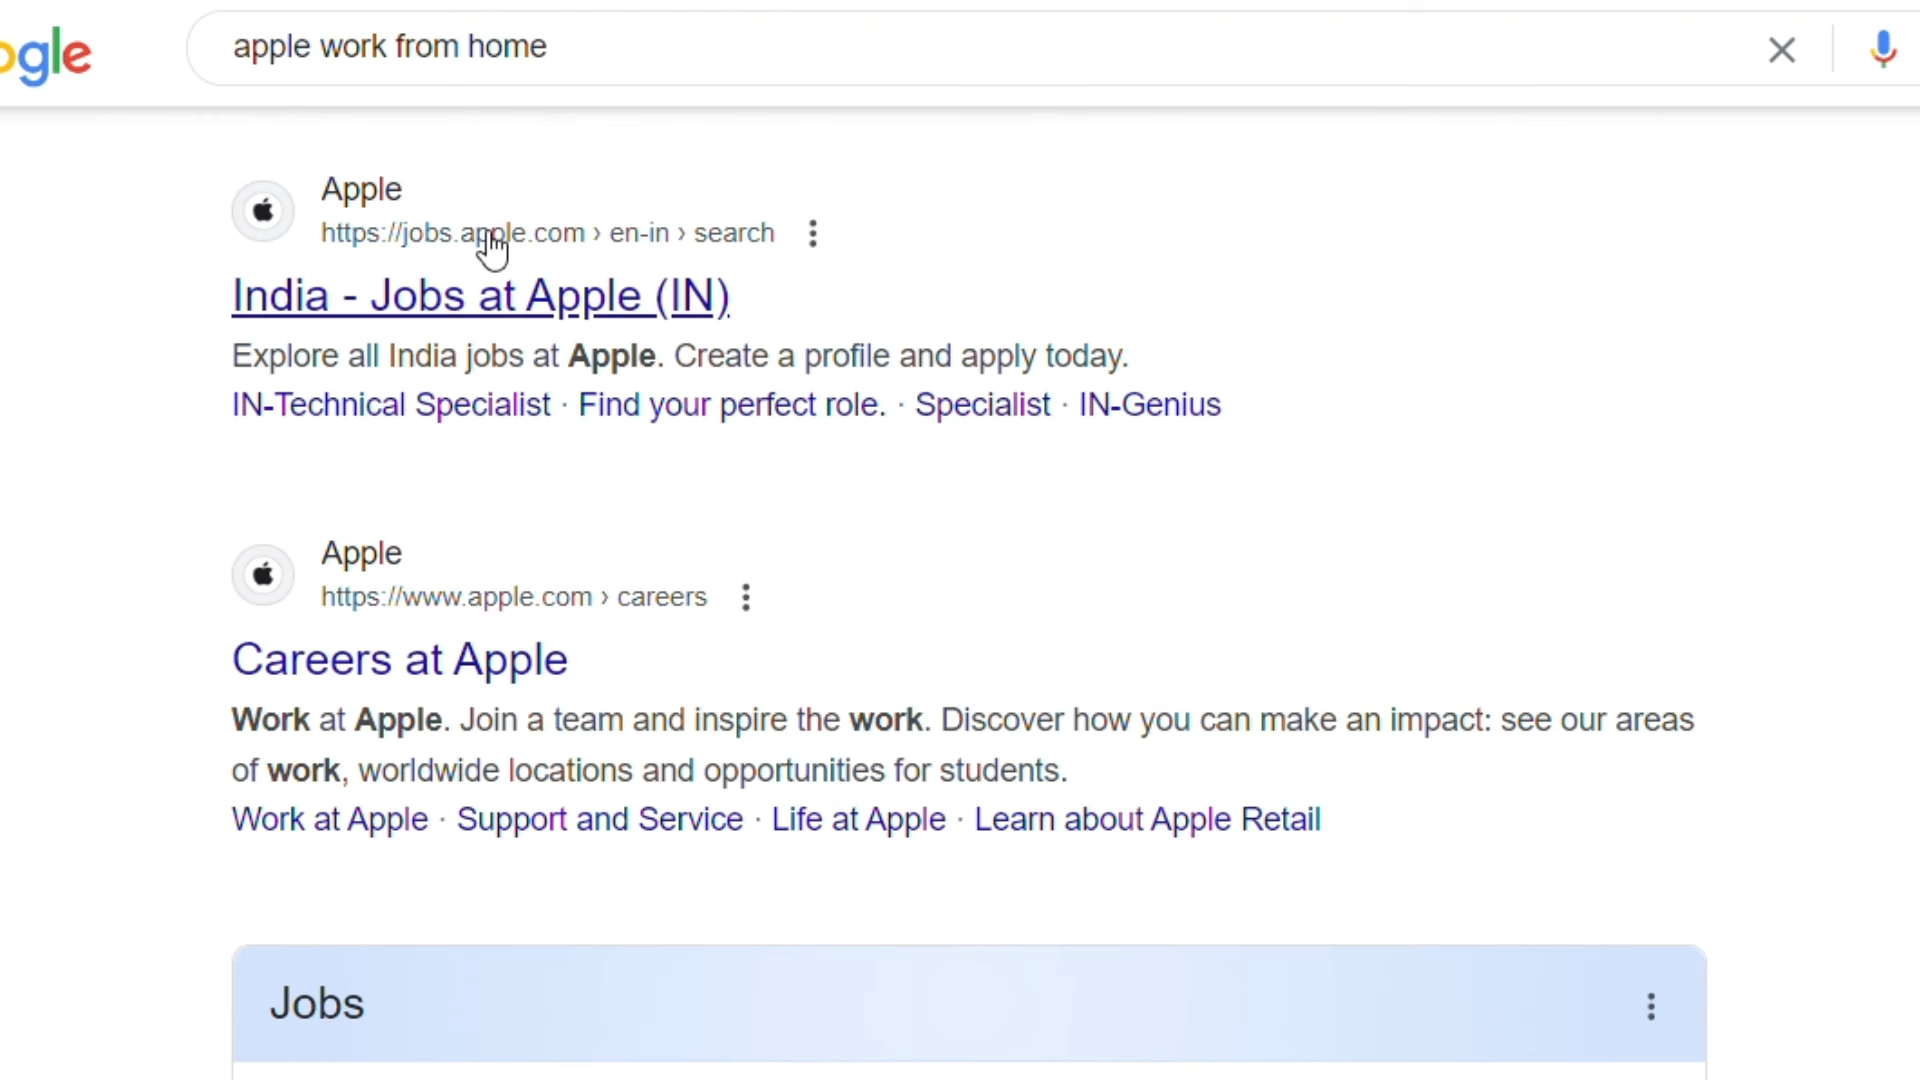 ogle
apple work from home
Apple
https://jobs.apple.com › en-in › search
India - Jobs at Apple (IN)
Explore all India jobs at Apple. Create a profile and apply today.
IN-Technical Specialist · Find your perfect role. · Specialist · IN-Genius
Apple
https://www.apple.com › careers
Careers at Apple
Work at Apple. Join a team and inspire the work. Discover how you can make an impact: see our areas
of work, worldwide locations and opportunities for students.
Work at Apple · Support and Service · Life at Apple · Learn about Apple Retail
Jobs